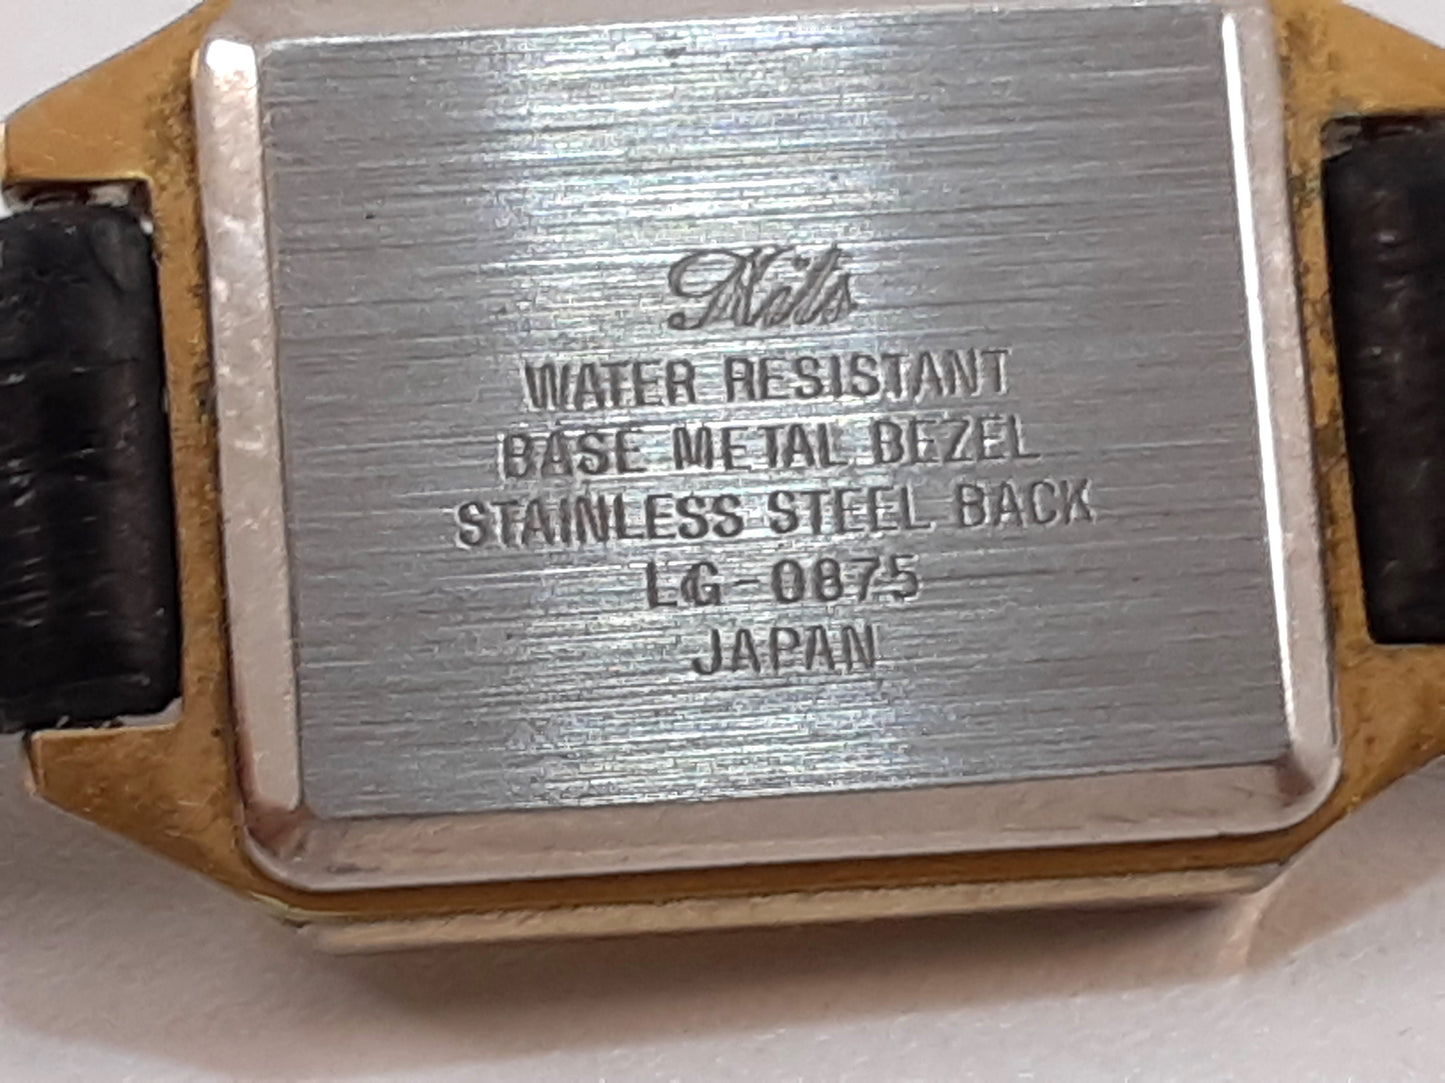 Nits
WATER RESISTANT
BASE METAL BEZEL
STAINLESS STEEL BACK
LG-0875
JAPAN